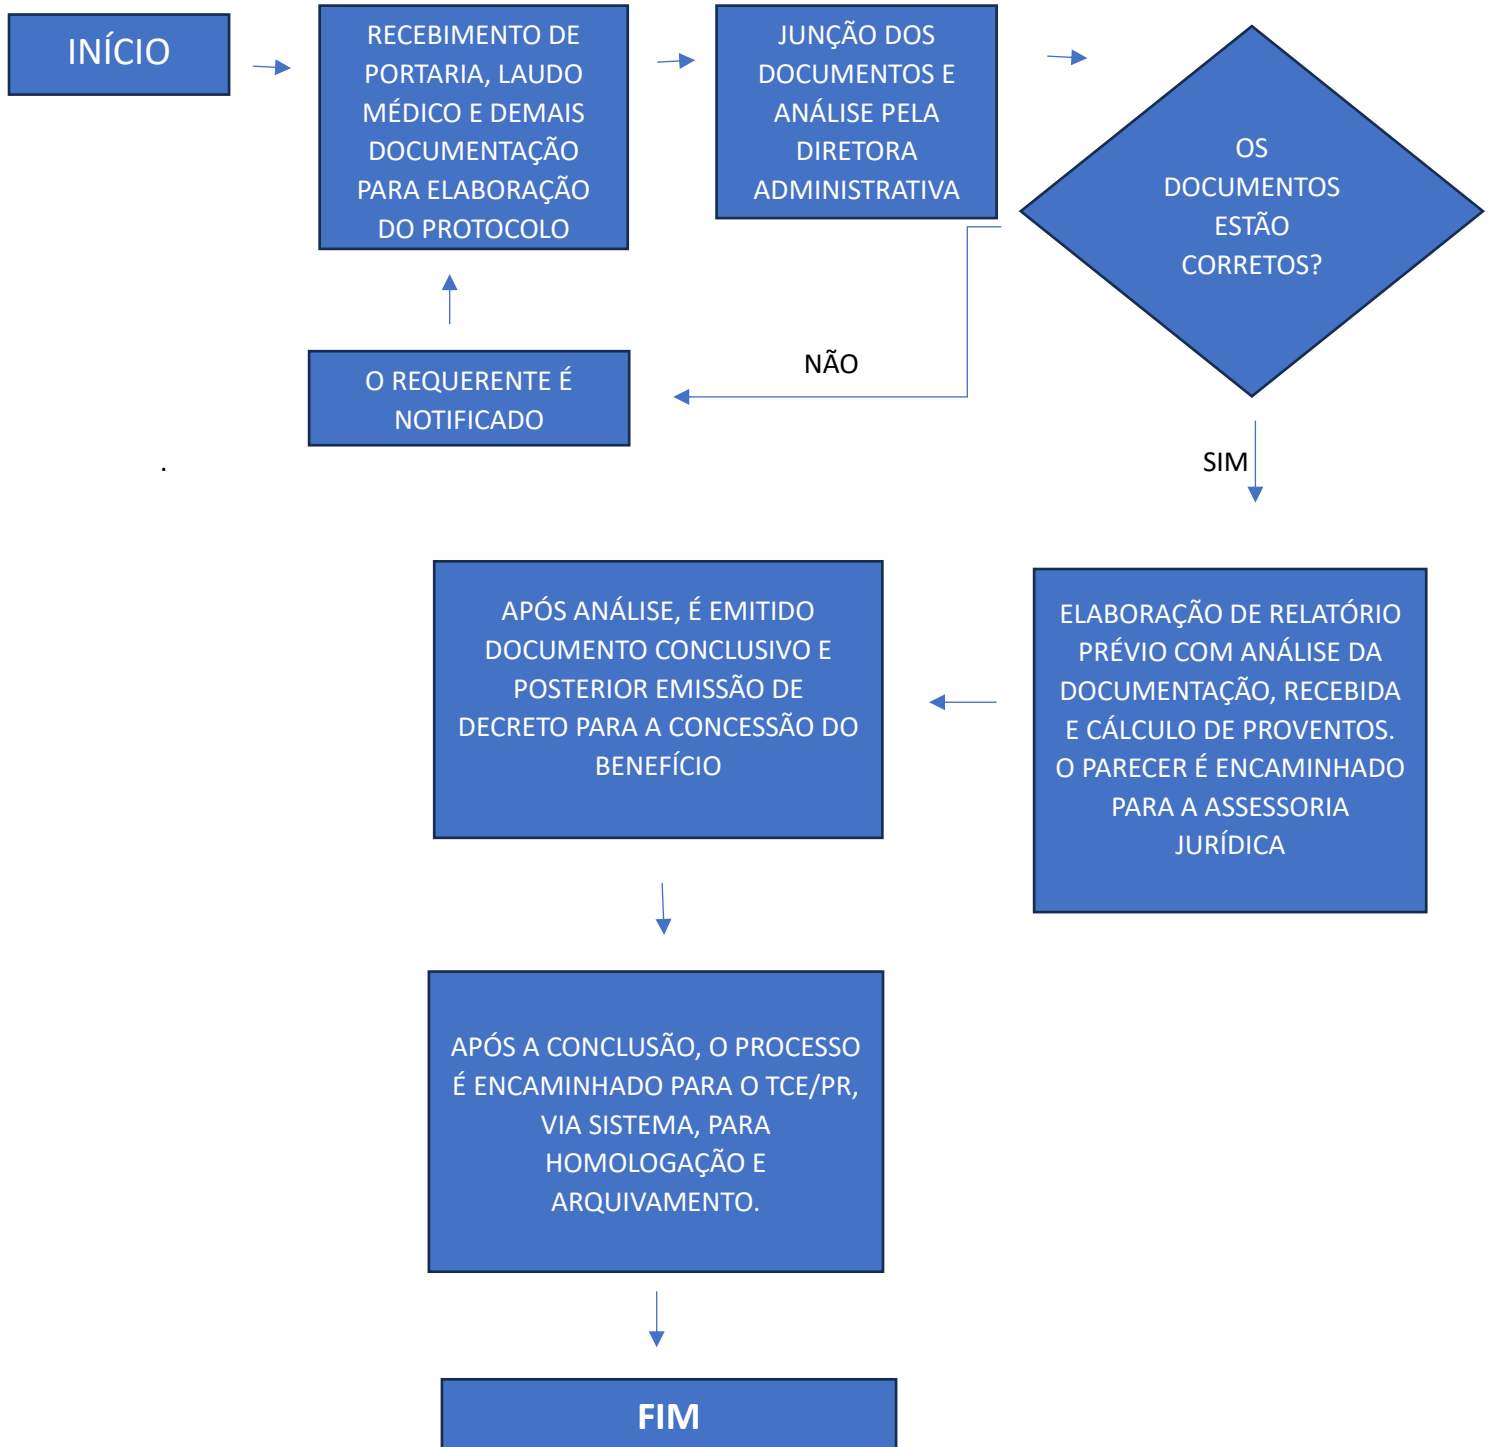 INÍCIO
RECEBIMENTO DE
PORTARIA, LAUDO
MÉDICO E DEMAIS
DOCUMENTAÇÃO
PARA ELABORAÇÃO
DO PROTOCOLO
JUNÇÃO DOS
DOCUMENTOS E
ANÁLISE PELA
DIRETORA
ADMINISTRATIVA
OS
DOCUMENTOS
ESTÃO
CORRETOS?
NÃO
O REQUERENTE É
NOTIFICADO
.
SIM
ELABORAÇÃO DE RELATÓRIO
PRÉVIO COM ANÁLISE DA
DOCUMENTAÇÃO, RECEBIDA
E CÁLCULO DE PROVENTOS.
O PARECER É ENCAMINHADO
PARA A ASSESSORIA
JURÍDICA
APÓS ANÁLISE, É EMITIDO
DOCUMENTO CONCLUSIVO E
POSTERIOR EMISSÃO DE
DECRETO PARA A CONCESSÃO DO
BENEFÍCIO
APÓS A CONCLUSÃO, O PROCESSO
É ENCAMINHADO PARA O TCE/PR,
VIA SISTEMA, PARA
HOMOLOGAÇÃO E
ARQUIVAMENTO.
FIM